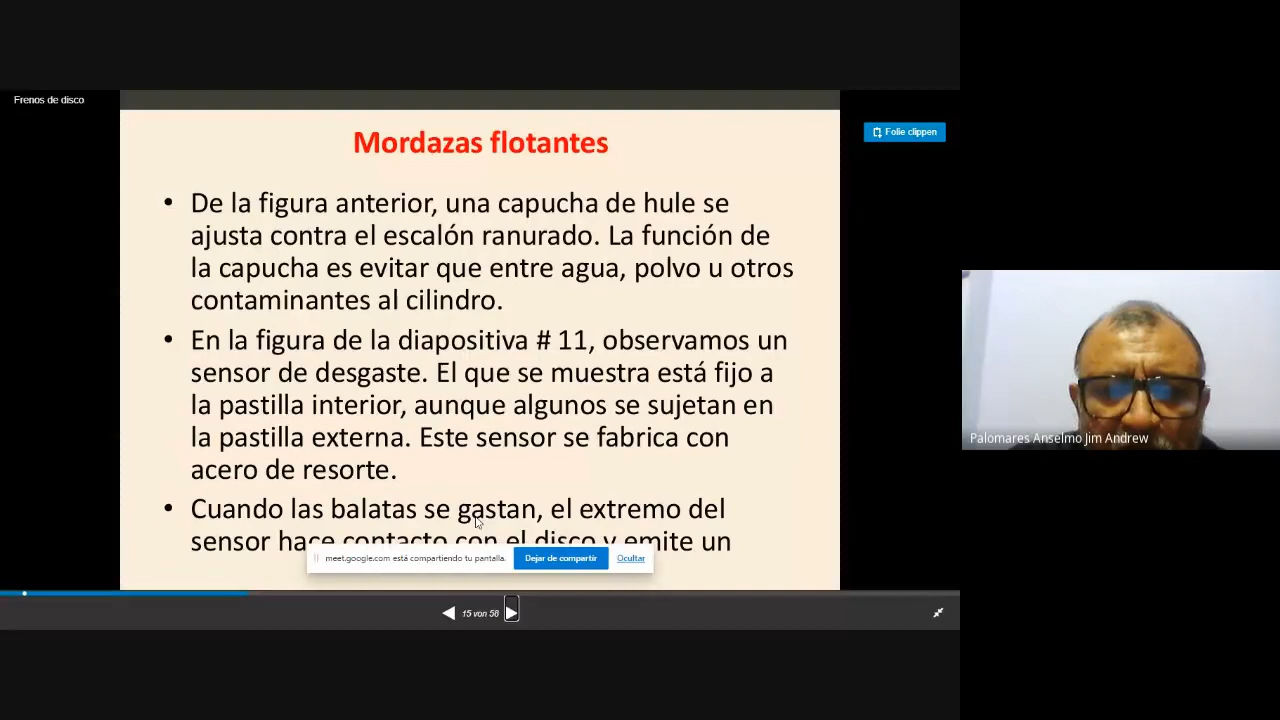 Frenos de disco
Folie clippen
Mordazas flotantes
• De la figura anterior, una capucha de hule se
ajusta contra el escalón ranurado. La función de
la capucha es evitar que entre agua, polvo u otros
contaminantes al cilindro.
• En la figura de la diapositiva # 11, observamos un
sensor de desgaste. El que se muestra está fijo a
la pastilla interior, aunque algunos se sujetan en
la pastilla externa. Este sensor se fabrica con
acero de resorte.
• Cuando las balatas se gastan, el extremo del
sensor hace contacto con el disco y emite un
meet.google.com está compartiendo tu pantalla.
Dejar de compartir
Ocultar
15 von 58
Palomares Anselmo Jim Andrew